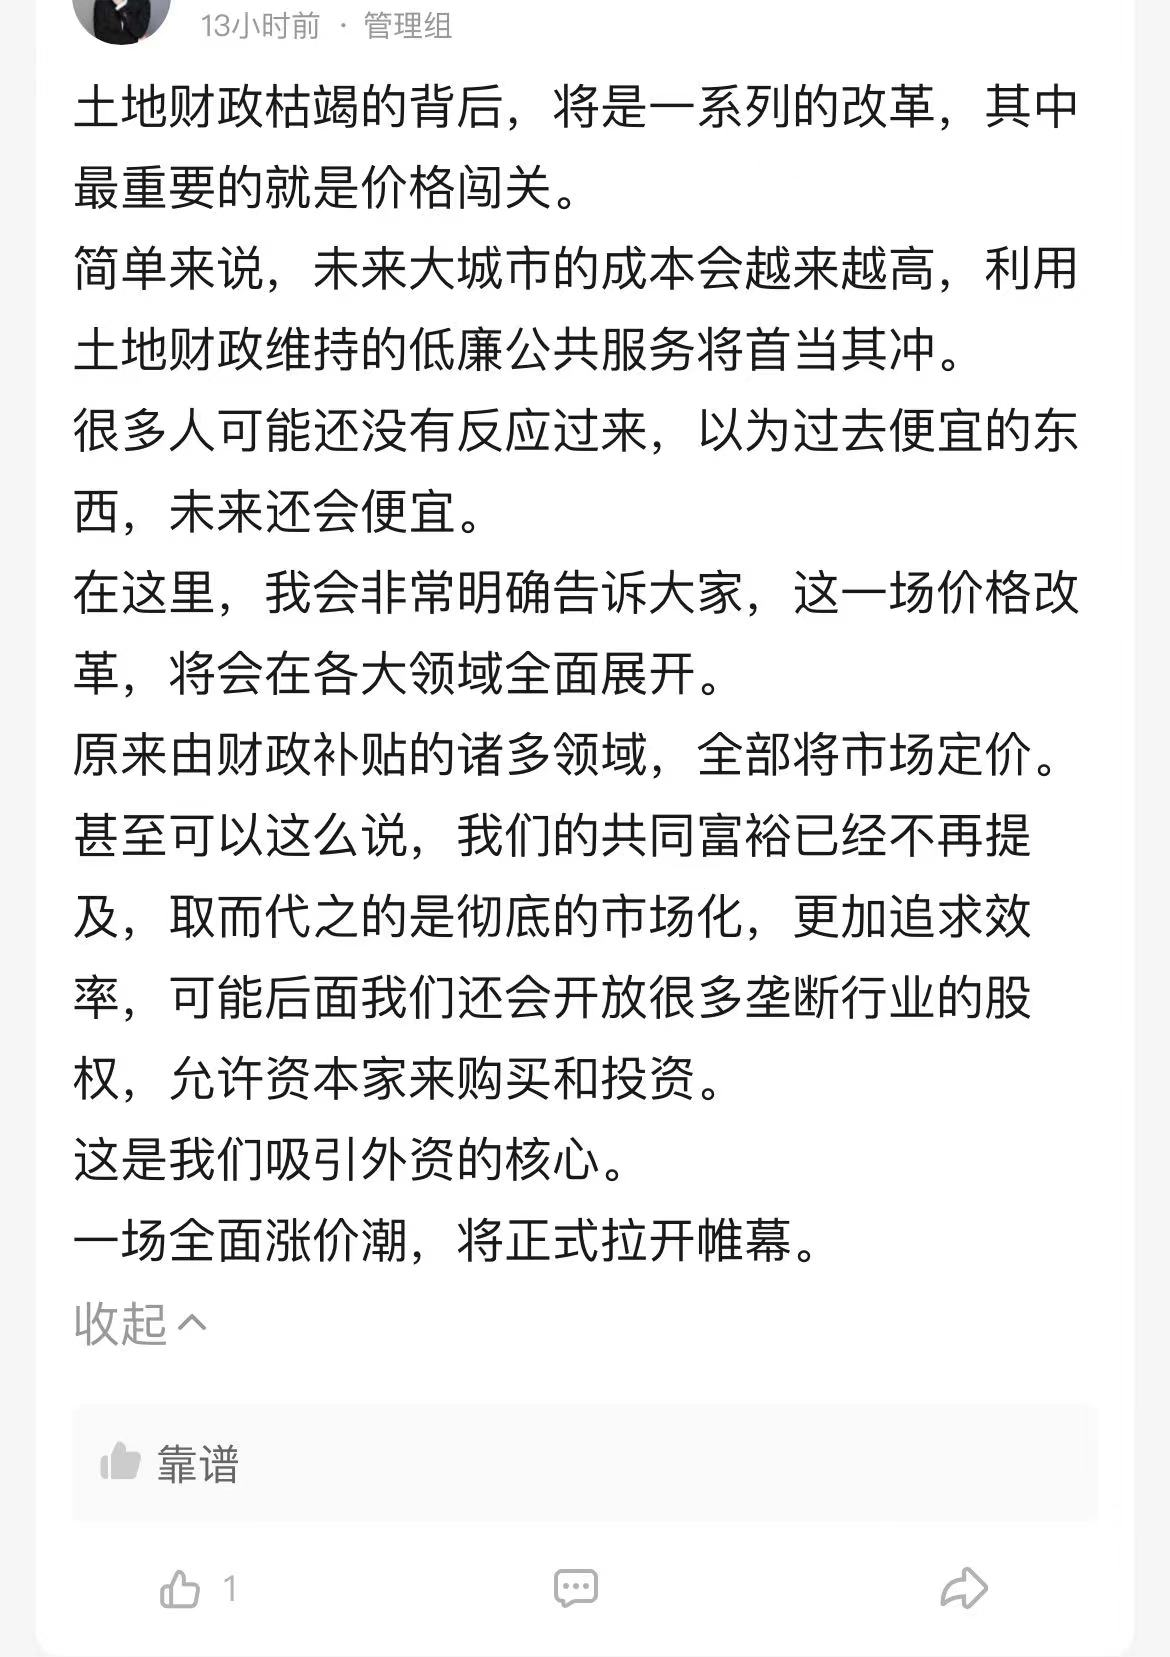 13小时前 · 管理组
土地财政枯竭的背后，将是一系列的改革，其中
最重要的就是价格闯关。
简单来说，未来大城市的成本会越来越高，利用
土地财政维持的低廉公共服务将首当其冲。
很多人可能还没有反应过来，以为过去便宜的东
西，未来还会便宜。
在这里，我会非常明确告诉大家，这一场价格改
革，将会在各大领域全面展开。
原来由财政补贴的诸多领域，全部将市场定价。
甚至可以这么说，我们的共同富裕已经不再提
及，取而代之的是彻底的市场化，更加追求效
率，可能后面我们还会开放很多垄断行业的股
权，允许资本家来购买和投资。
这是我们吸引外资的核心。
一场全面涨价潮，将正式拉开帷幕。
收起
靠谱
1